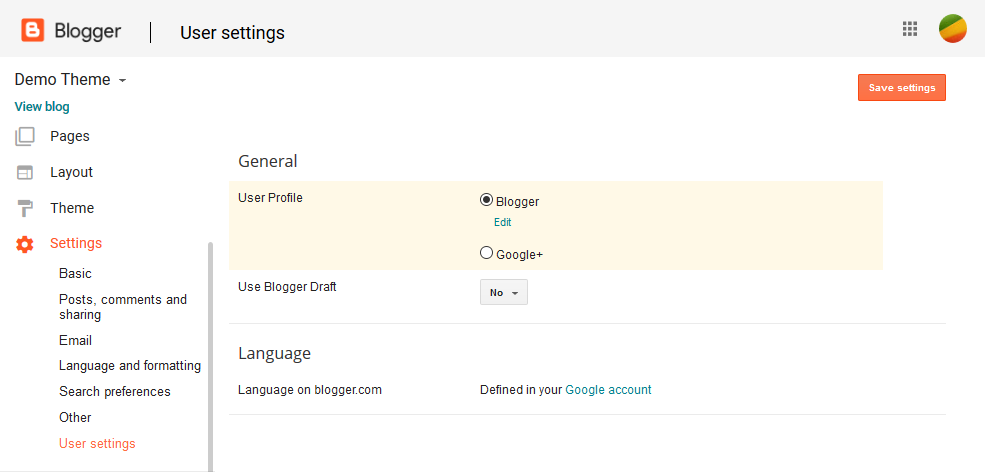 Blogger
User settings
Demo Theme
View blog
Save settings
Pages
Layout
Theme
Settings
Basic
Posts, comments and
sharing
Email
Language and formatting
Search preferences
Other
User settings
General
User Profile
Blogger
Edit
Google+
Use Blogger Draft
No
Language
Language on blogger.com
Defined in your Google account